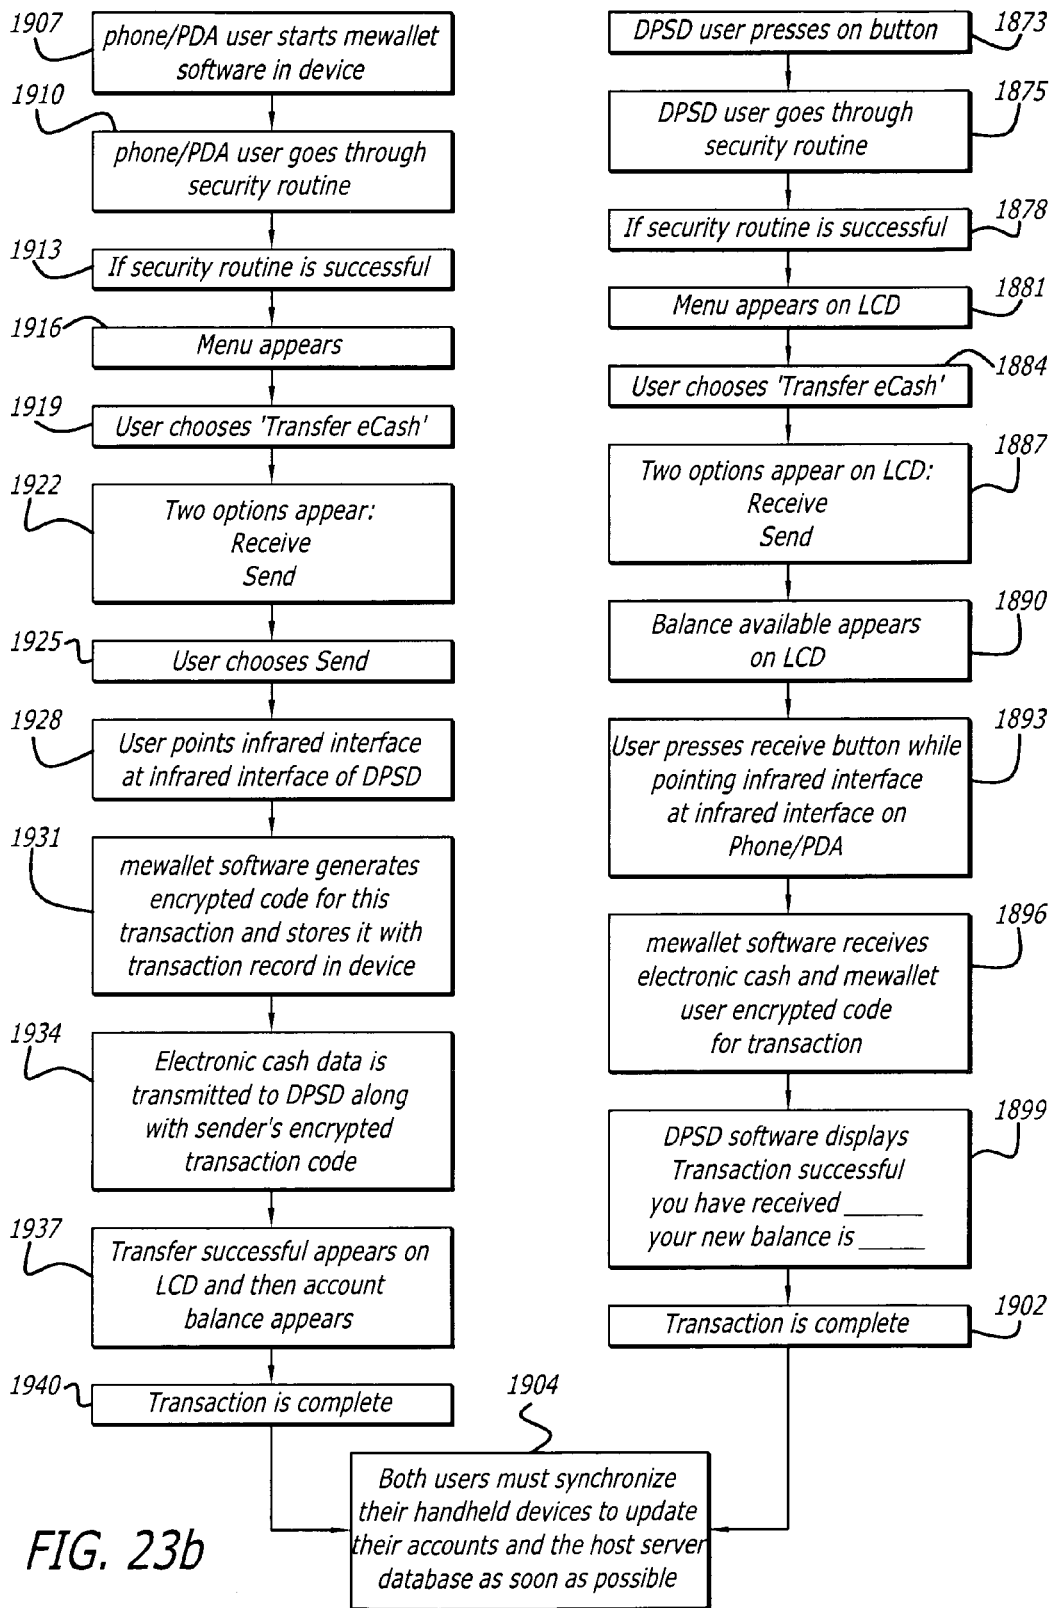 1907
phone/PDA user starts mewallet
software in device
1910
phone/PDA user goes through
security routine
1913
If security routine is successful
1916
Menu appears
1919
User chooses 'Transfer eCash'
1922
Two options appear:
Receive
Send
1925
User chooses Send
1928
User points infrared interface
at infrared interface of DPSD
1931
mewallet software generates
encrypted code for this
transaction and stores it with
transaction record in device
1934
Electronic cash data is
transmitted to DPSD along
with sender's encrypted
transaction code
1937
Transfer successful appears on
LCD and then account
balance appears
1940
Transaction is complete
1873
DPSD user presses on button
1875
DPSD user goes through
security routine
1878
If security routine is successful
1881
Menu appears on LCD
1884
User chooses 'Transfer eCash'
1887
Two options appear on LCD:
Receive
Send
1890
Balance available appears
on LCD
1893
User presses receive button while
pointing infrared interface
at infrared interface on
Phone/PDA
1896
mewallet software receives
electronic cash and mewallet
user encrypted code
for transaction
1899
DPSD software displays
Transaction successful
you have received ______
your new balance is ______
1902
Transaction is complete
1904
Both users must synchronize
their handheld devices to update
their accounts and the host server
database as soon as possible
FIG. 23b